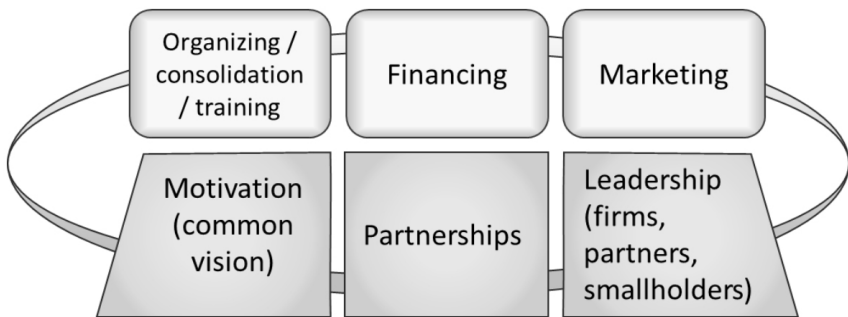 Organizing /
consolidation
/ training
Financing
Marketing
Motivation
(common
vision)
Partnerships
Leadership
(firms,
partners,
smallholders)